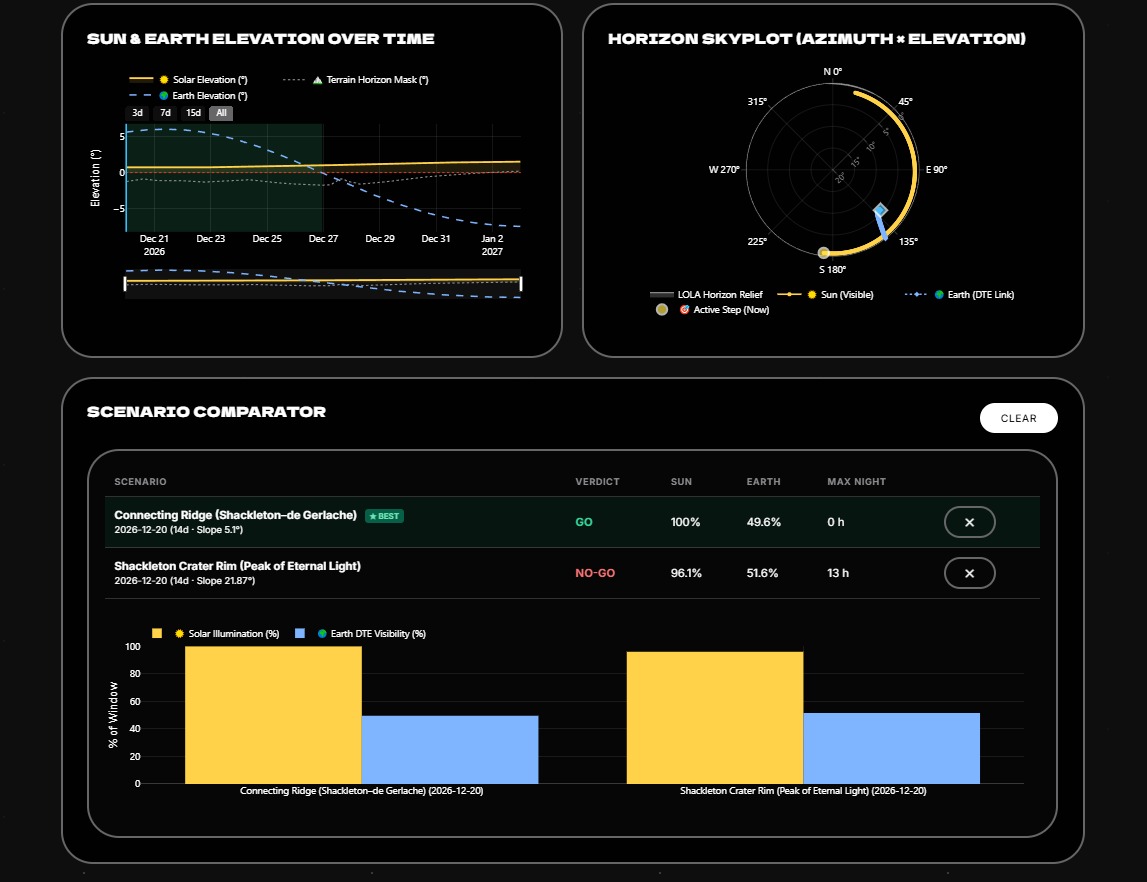 SUN & EARTH ELEVATION OVER TIME
Solar Elevation (°)
Terrain Horizon Mask (°)
Earth Elevation (°)
3d
7d
15d
All
Elevation (°)
5
0
−5
Dec 21
2026
Dec 23
Dec 25
Dec 27
Dec 29
Dec 31
Jan 2
2027
HORIZON SKYPLOT (AZIMUTH × ELEVATION)
N 0°
45°
E 90°
135°
S 180°
225°
W 270°
315°
5°
10°
15°
20°
LOLA Horizon Relief
Sun (Visible)
Earth (DTE Link)
Active Step (Now)
SCENARIO COMPARATOR
CLEAR
SCENARIO VERDICT SUN EARTH MAX NIGHT
Connecting Ridge (Shackleton–de Gerlache) ★ BEST
2026-12-20 (14d · Slope 5.1°)
GO 100% 49.6% 0 h ×
Shackleton Crater Rim (Peak of Eternal Light)
2026-12-20 (14d · Slope 21.87°)
NO-GO 96.1% 51.6% 13 h ×
Solar Illumination (%)
Earth DTE Visibility (%)
% of Window
100
80
60
40
20
0
Connecting Ridge (Shackleton–de Gerlache) (2026-12-20)
Shackleton Crater Rim (Peak of Eternal Light) (2026-12-20)